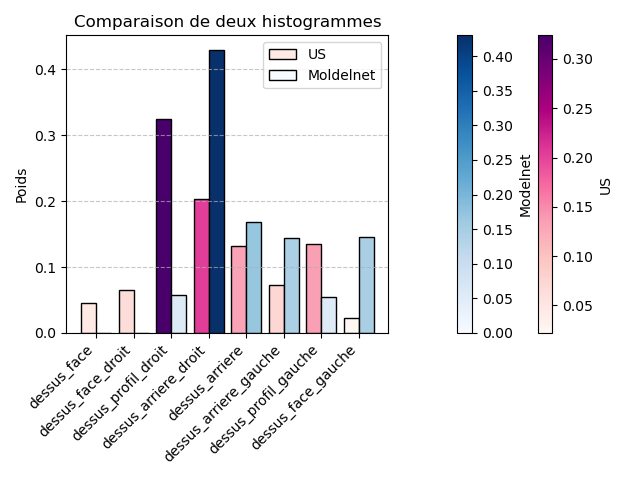 Comparaison de deux histogrammes
US
Moldelnet
Poids
0.0
0.1
0.2
0.3
0.4
dessus_face
dessus_face_droit
dessus_profil_droit
dessus_arriere_droit
dessus_arriere
dessus_arriere_gauche
dessus_profil_gauche
dessus_face_gauche
0.40
0.35
0.30
0.25
0.20
0.15
0.10
0.05
0.00
Modelnet
0.30
0.25
0.20
0.15
0.10
0.05
US